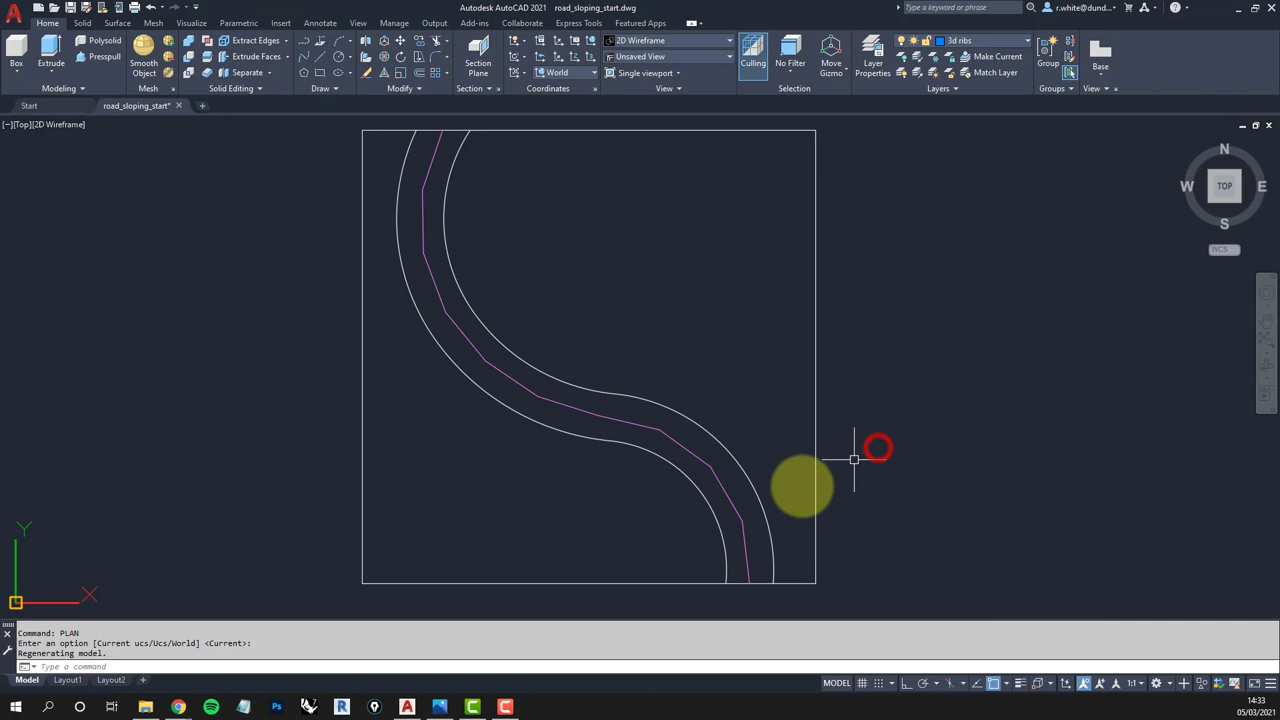 Autodesk AutoCAD 2021 road_sloping_start.dwg
Type a keyword or phrase
r.white@dund...
Home Insert Annotate View Output Express Tools
Solid Surface Mesh Visualize Parametric Manage Add-ins Collaborate Featured Apps
Polysolid
Presspull
Extrude Edges
Extrude Faces
Separate
World
2D Wireframe
Unsaved View
Single viewport
3d ribs
Make Current
Match Layer
Box Extrude Smooth Object Section Plane Culling No Filter Move Gizmo Layer Properties Group Base
Modeling Mesh Solid Editing Draw Modify Section Coordinates View Selection Layers Groups View
Start road_sloping_start*
[−][Top][2D Wireframe]
N
W TOP E
S
WCS
Y
X
Command: PLAN
Enter an option [Current ucs/Ucs/World] <Current>:
Regenerating model.
Type a command
Model Layout1 Layout2
MODEL 1:1
14:33
05/03/2021